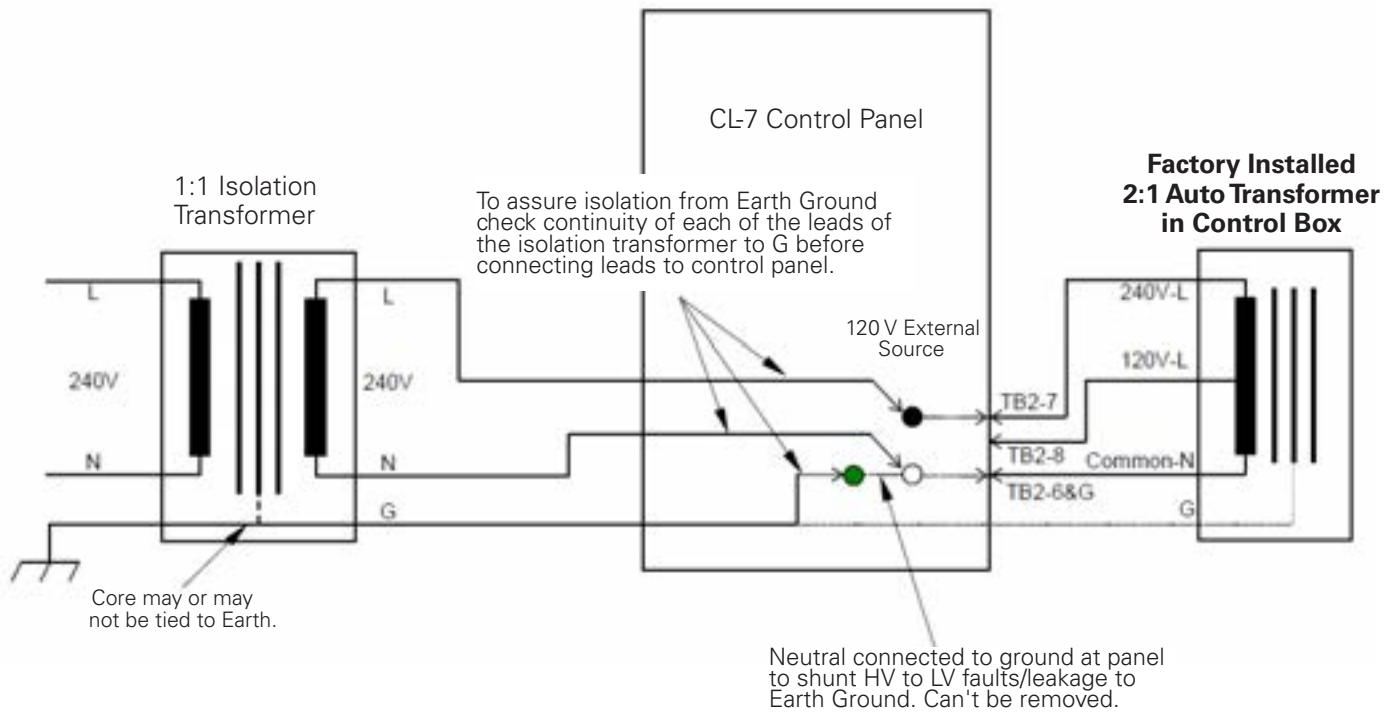 CL-7 Control Panel
Factory Installed
2:1 Auto Transformer
in Control Box
1:1 Isolation
Transformer
To assure isolation from Earth Ground
check continuity of each of the leads of
the isolation transformer to G before
connecting leads to control panel.
L
L
240V-L
120 V External
Source
120V-L
240V
240V
TB2-7
TB2-8
Common-N
N
N
TB2-6&G
G
G
Core may or may
not be tied to Earth.
Neutral connected to ground at panel
to shunt HV to LV faults/leakage to
Earth Ground. Can't be removed.